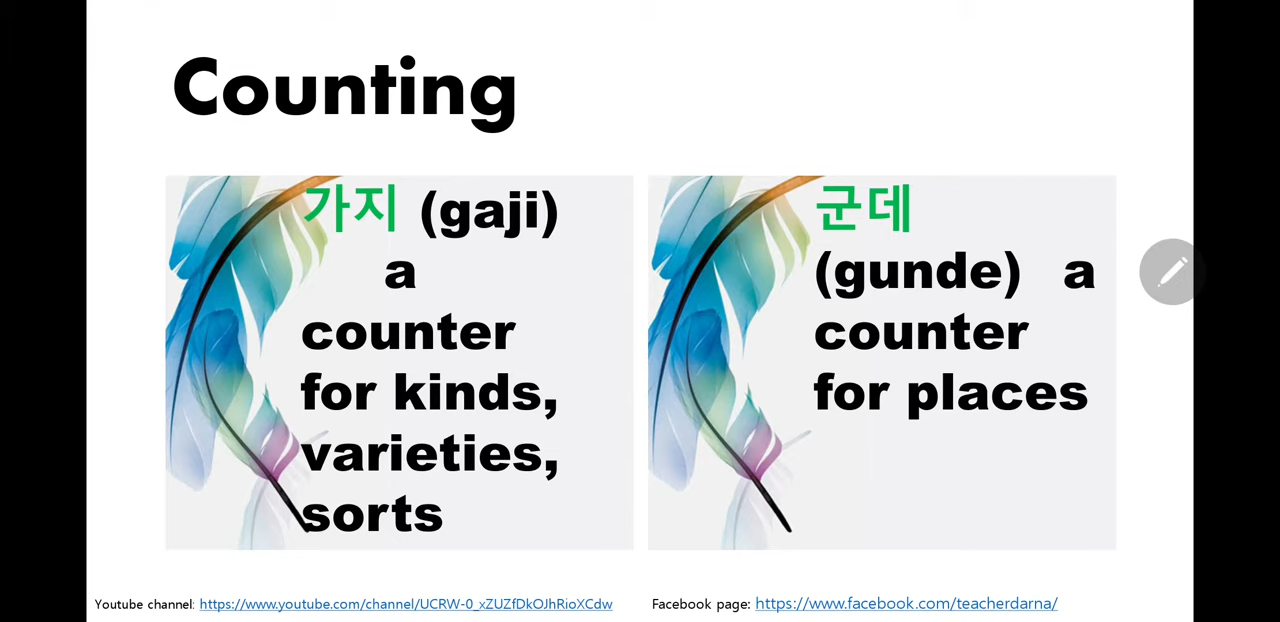 Counting
가지 (gaji)
a
counter
for kinds,
varieties,
sorts
군데
(gunde) a
counter
for places
Youtube channel: https://www.youtube.com/channel/UCRW-0_xZUZfDkOJhRioXCdw
Facebook page: https://www.facebook.com/teacherdarna/